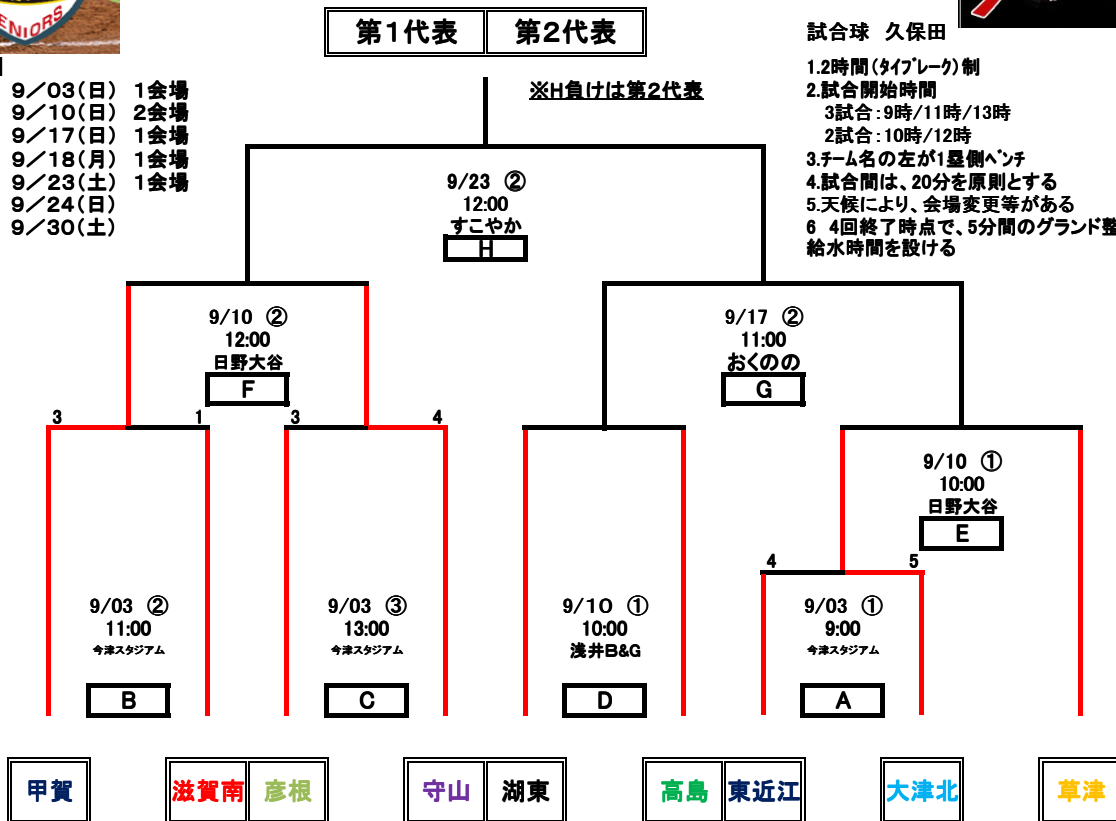 ENIORS
第1代表 第2代表
試合球 久保田
※H負けは第2代表
9／03(日) 1会場
9／10(日) 2会場
9／17(日) 1会場
9／18(月) 1会場
9／23(土) 1会場
9／24(日)
9／30(土)
1.2時間(タイブレーク)制
2.試合開始時間
3試合:9時/11時/13時
2試合:10時/12時
3.チーム名の左が1塁側ベンチ
4.試合間は、20分を原則とする
5.天候により、会場変更等がある
6 4回終了時点で、5分間のグランド整
給水時間を設ける
9/23 ②
12:00
すこやか
H
9/10 ②
12:00
日野大谷
F
9/17 ②
11:00
おくのの
G
3 1 3 4
9/10 ①
10:00
日野大谷
E
4 5
9/03 ②
11:00
今津スタジアム
B
9/03 ③
13:00
今津スタジアム
C
9/10 ①
10:00
浅井B&G
D
9/03 ①
9:00
今津スタジアム
A
甲賀 滋賀南 彦根 守山 湖東 高島 東近江 大津北 草津